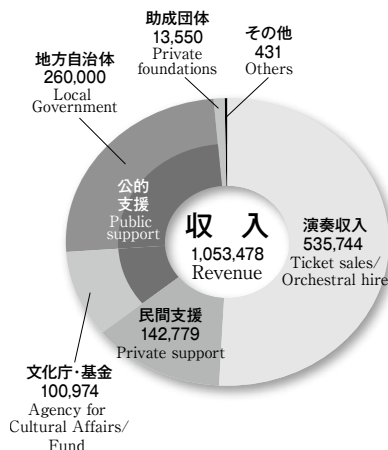 助成団体
13,550
Private
foundations
その他
431
Others
地方自治体
260,000
Local
Government
公的
支援
Public
support
収 入
1,053,478
Revenue
演奏収入
535,744
Ticket sales/
Orchestral hire
民間支援
142,779
Private support
文化庁・基金
100,974
Agency for
Cultural Affairs/
Fund